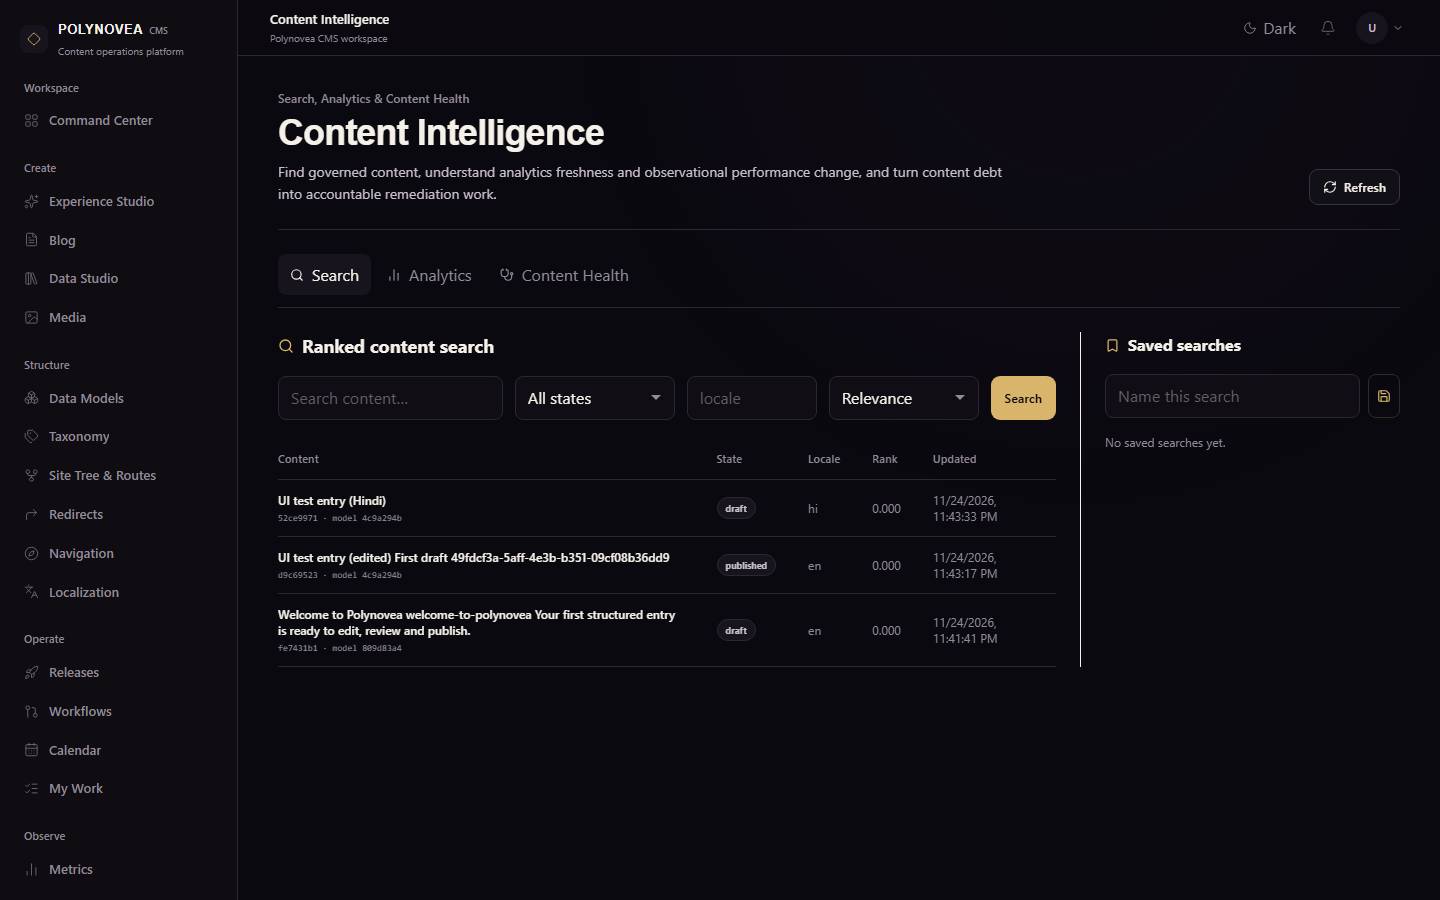 POLYNOVEA CMS
Content operations platform
Workspace
Command Center
Create
Experience Studio
Blog
Data Studio
Media
Structure
Data Models
Taxonomy
Site Tree & Routes
Redirects
Navigation
Localization
Operate
Releases
Workflows
Calendar
My Work
Observe
Metrics
Content Intelligence
Polynovea CMS workspace
Dark
U
Search, Analytics & Content Health
Content Intelligence
Find governed content, understand analytics freshness and observational performance change, and turn content debt
into accountable remediation work.
Refresh
Search
Analytics
Content Health
Ranked content search
Search content...
All states
locale
Relevance
Search
Content State Locale Rank Updated
UI test entry (Hindi)
52ce9971 · model 4c9a294b
draft
hi
0.000
11/24/2026,
11:43:33 PM
UI test entry (edited) First draft 49fdcf3a-5aff-4e3b-b351-09cf08b36dd9
d9c69523 · model 4c9a294b
published
en
0.000
11/24/2026,
11:43:17 PM
Welcome to Polynovea welcome-to-polynovea Your first structured entry
is ready to edit, review and publish.
fe7431b1 · model 809d83a4
draft
en
0.000
11/24/2026,
11:41:41 PM
Saved searches
Name this search
No saved searches yet.